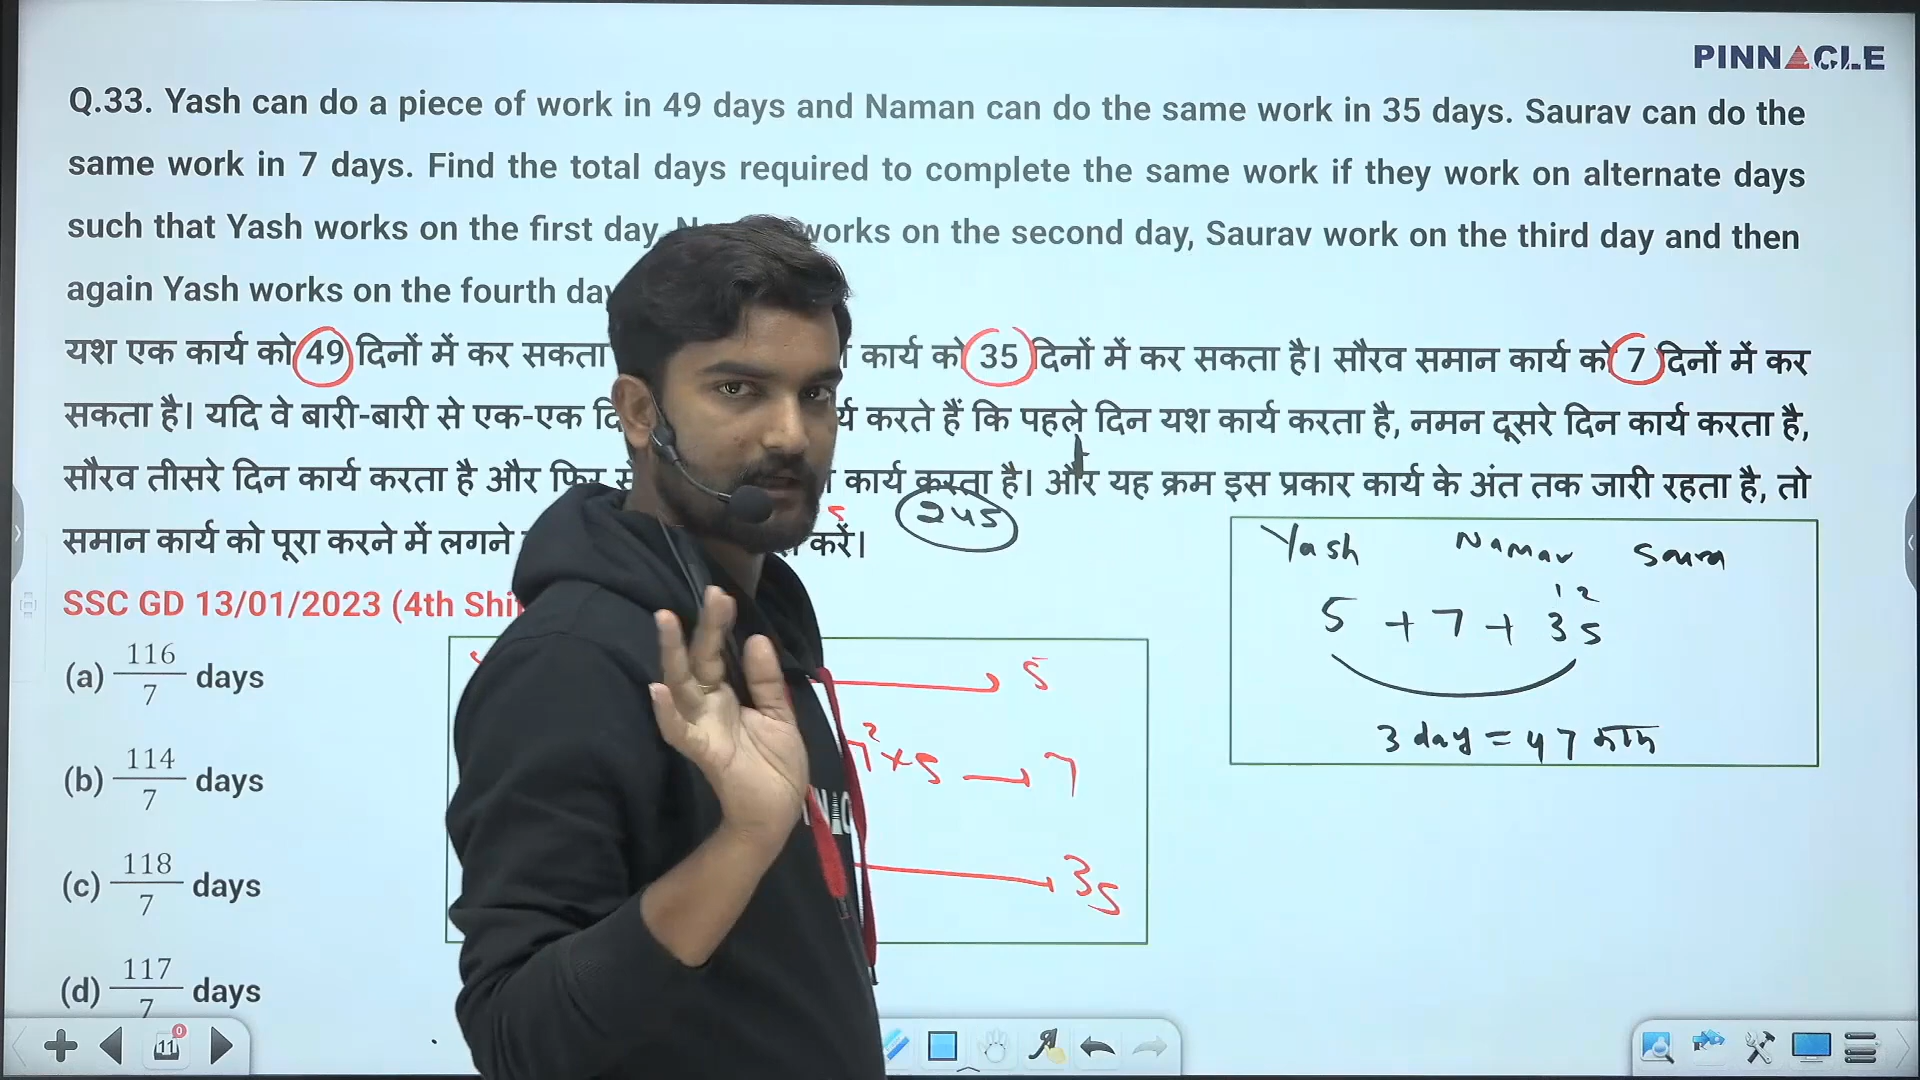 PINNACLE
Q.33. Yash can do a piece of work in 49 days and Naman can do the same work in 35 days. Saurav can do the
same work in 7 days. Find the total days required to complete the same work if they work on alternate days
such that Yash works on the first day works on the second day, Saurav work on the third day and then
again Yash works on the fourth day
यश एक कार्य को 49 दिनों में कर सकता कार्य को 35 दिनों में कर सकता है। सौरव समान कार्य को 7 दिनों में कर
सकता है। यदि वे बारी-बारी से एक-एक करते हैं कि पहले दिन यश कार्य करता है, नमन दूसरे दिन कार्य करता है,
सौरव तीसरे दिन कार्य करता है और फिर कार्य करता है। और यह क्रम इस प्रकार कार्य के अंत तक जारी रहता है, तो
समान कार्य को पूरा करने में लगने करें।
245
5
SSC GD 13/01/2023 (4th Shi
(a) 116/7 days
(b) 114/7 days
(c) 118/7 days
(d) 117/7 days
5
7² × 5 7
35
Yash Naman
12
5 + 7 + 35
3 day = 47 काम
11
0